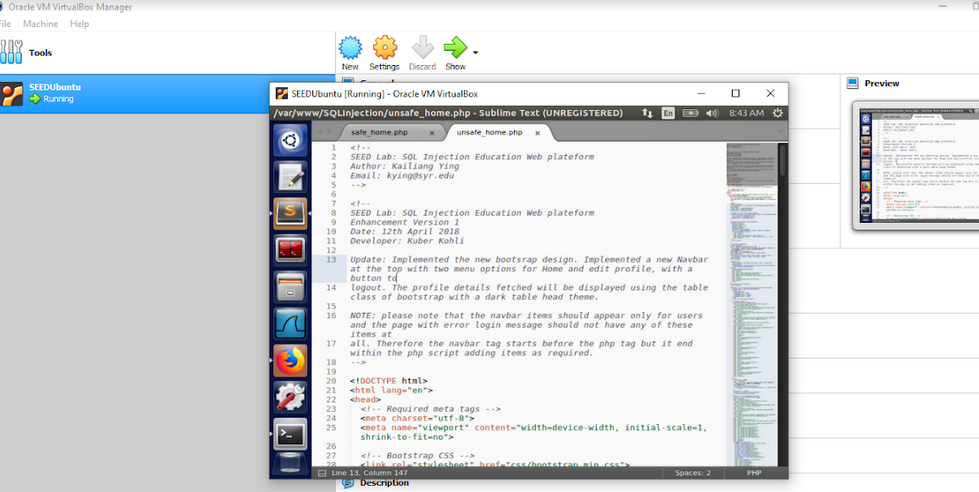 Oracle VM VirtualBox Manager
File Machine Help
Tools
New Settings Discard Show
SEEDUbuntu
Running
Preview
SEEDUbuntu [Running] - Oracle VM VirtualBox
/var/www/SQLInjection/unsafe_home.php - Sublime Text (UNREGISTERED)
En
8:43 AM
safe_home.php × unsafe_home.php ×
1 <!--
2 SEED Lab: SQL Injection Education Web plateform
3 Author: Kailiang Ying
4 Email: kying@syr.edu
5 -->
6
7 <!--
8 SEED Lab: SQL Injection Education Web plateform
9 Enhancement Version 1
10 Date: 12th April 2018
11 Developer: Kuber Kohli
12
13 Update: Implemented the new bootsrap design. Implemented a new Navbar
at the top with two menu options for Home and edit profile, with a
button to
14 logout. The profile details fetched will be displayed using the table
class of bootstrap with a dark table head theme.
15
16 NOTE: please note that the navbar items should appear only for users
and the page with error login message should not have any of these
items at
17 all. Therefore the navbar tag starts before the php tag but it end
within the php script adding items as required.
18 -->
19
20 <!DOCTYPE html>
21 <html lang="en">
22 <head>
23 <!-- Required meta tags -->
24 <meta charset="utf-8">
25 <meta name="viewport" content="width=device-width, initial-scale=1,
shrink-to-fit=no">
26
27 <!-- Bootstrap CSS -->
28 <link rel="stylesheet" href="css/bootstrap.min.css">
Line 13, Column 147
Spaces: 2
PHP
Description